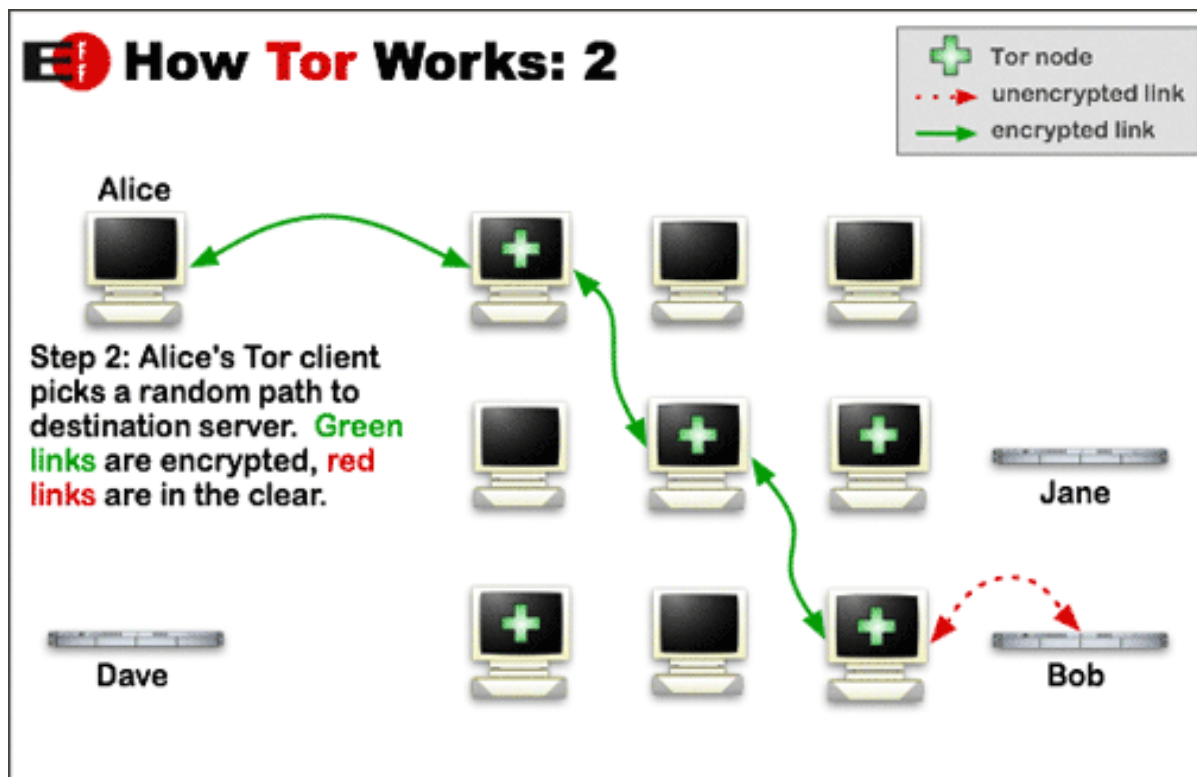 EFF How Tor Works: 2
Tor node
unencrypted link
encrypted link
Alice
Step 2: Alice's Tor client
picks a random path to
destination server. Green
links are encrypted, red
links are in the clear.
Jane
Dave
Bob